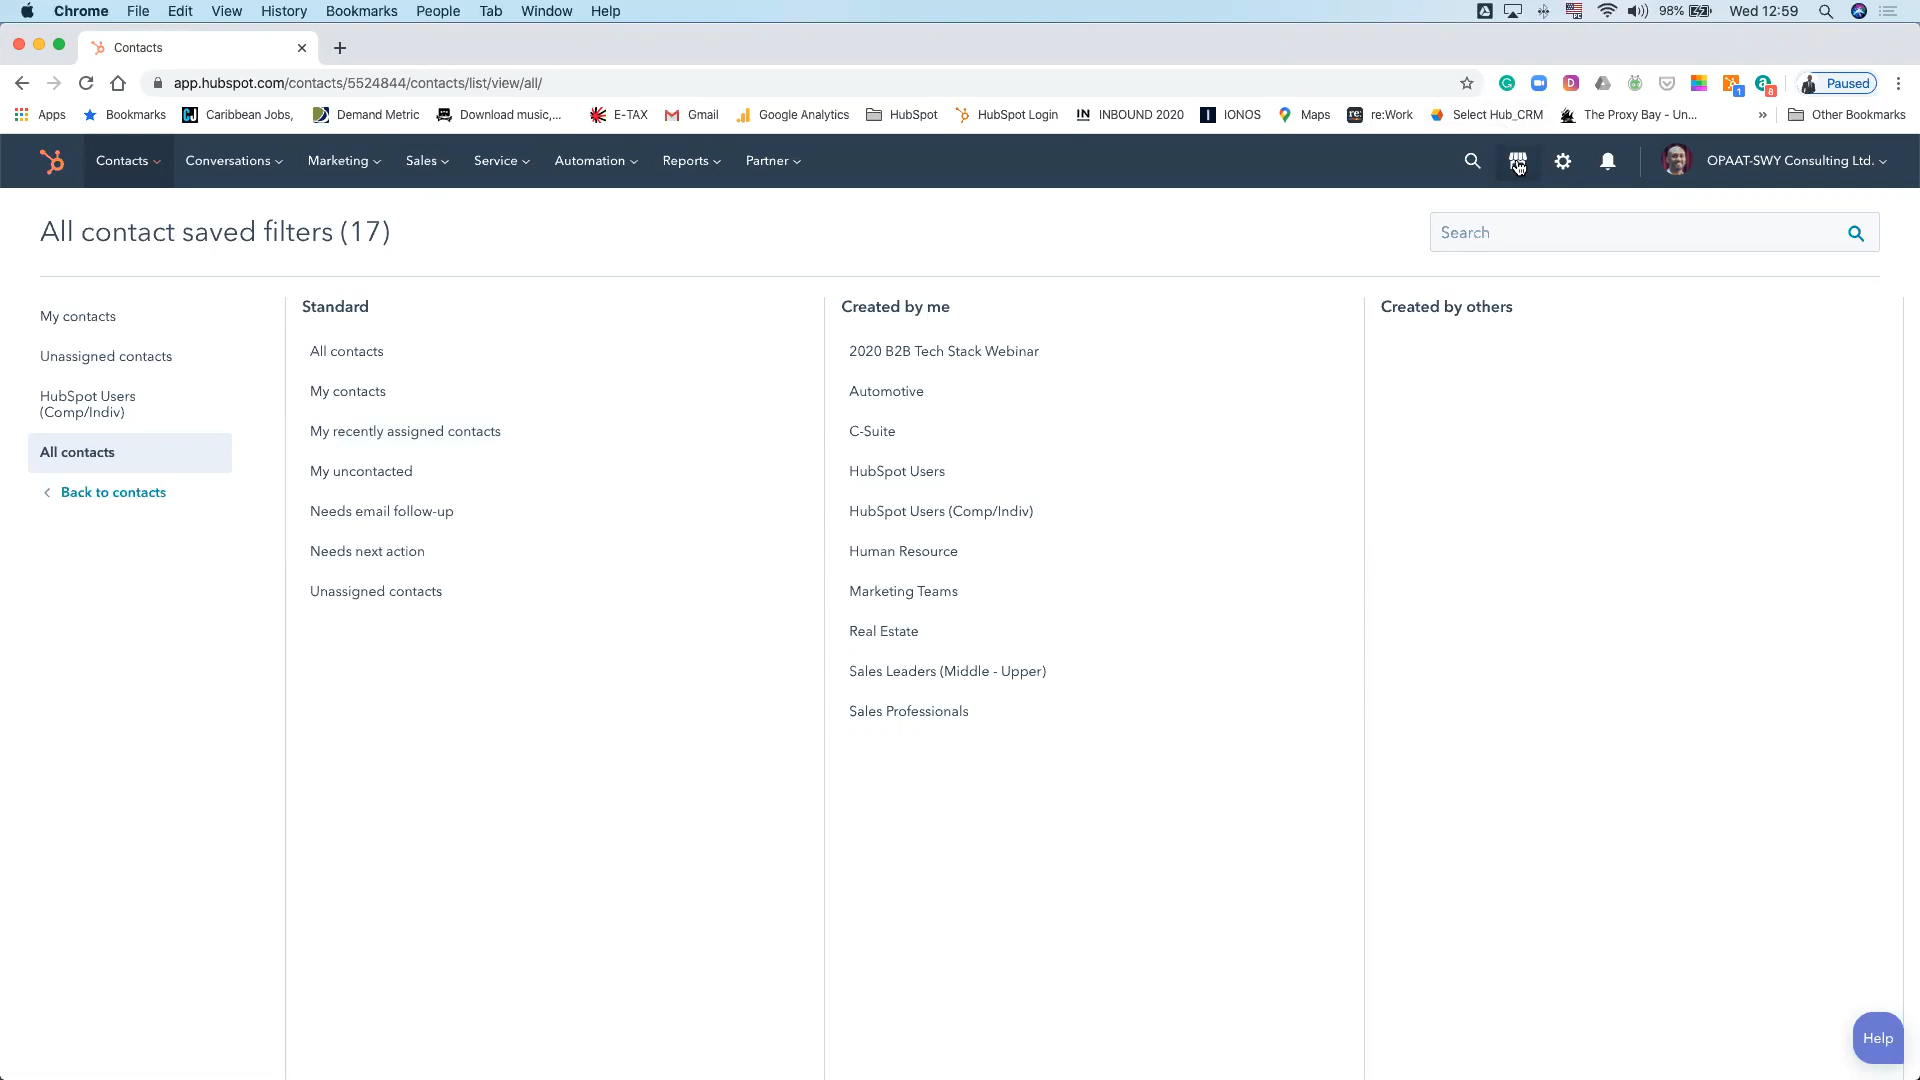 Chrome File Edit View History Bookmarks People Tab Window Help 98% Wed 12:59
Contacts
app.hubspot.com/contacts/5524844/contacts/list/view/all/ 1 8 Paused
Apps Bookmarks Caribbean Jobs, Demand Metric Download music,... E-TAX Gmail Google Analytics HubSpot HubSpot Login IN INBOUND 2020 IONOS Maps re: re:Work Select Hub_CRM The Proxy Bay - Un... » Other Bookmarks
Contacts Conversations Marketing Sales Service Automation Reports Partner OPAAT-SWY Consulting Ltd.
All contact saved filters (17)
Search
My contacts
Unassigned contacts
HubSpot Users
(Comp/Indiv)
All contacts
Back to contacts
Standard
All contacts
My contacts
My recently assigned contacts
My uncontacted
Needs email follow-up
Needs next action
Unassigned contacts
Created by me
2020 B2B Tech Stack Webinar
Automotive
C-Suite
HubSpot Users
HubSpot Users (Comp/Indiv)
Human Resource
Marketing Teams
Real Estate
Sales Leaders (Middle - Upper)
Sales Professionals
Created by others
Help